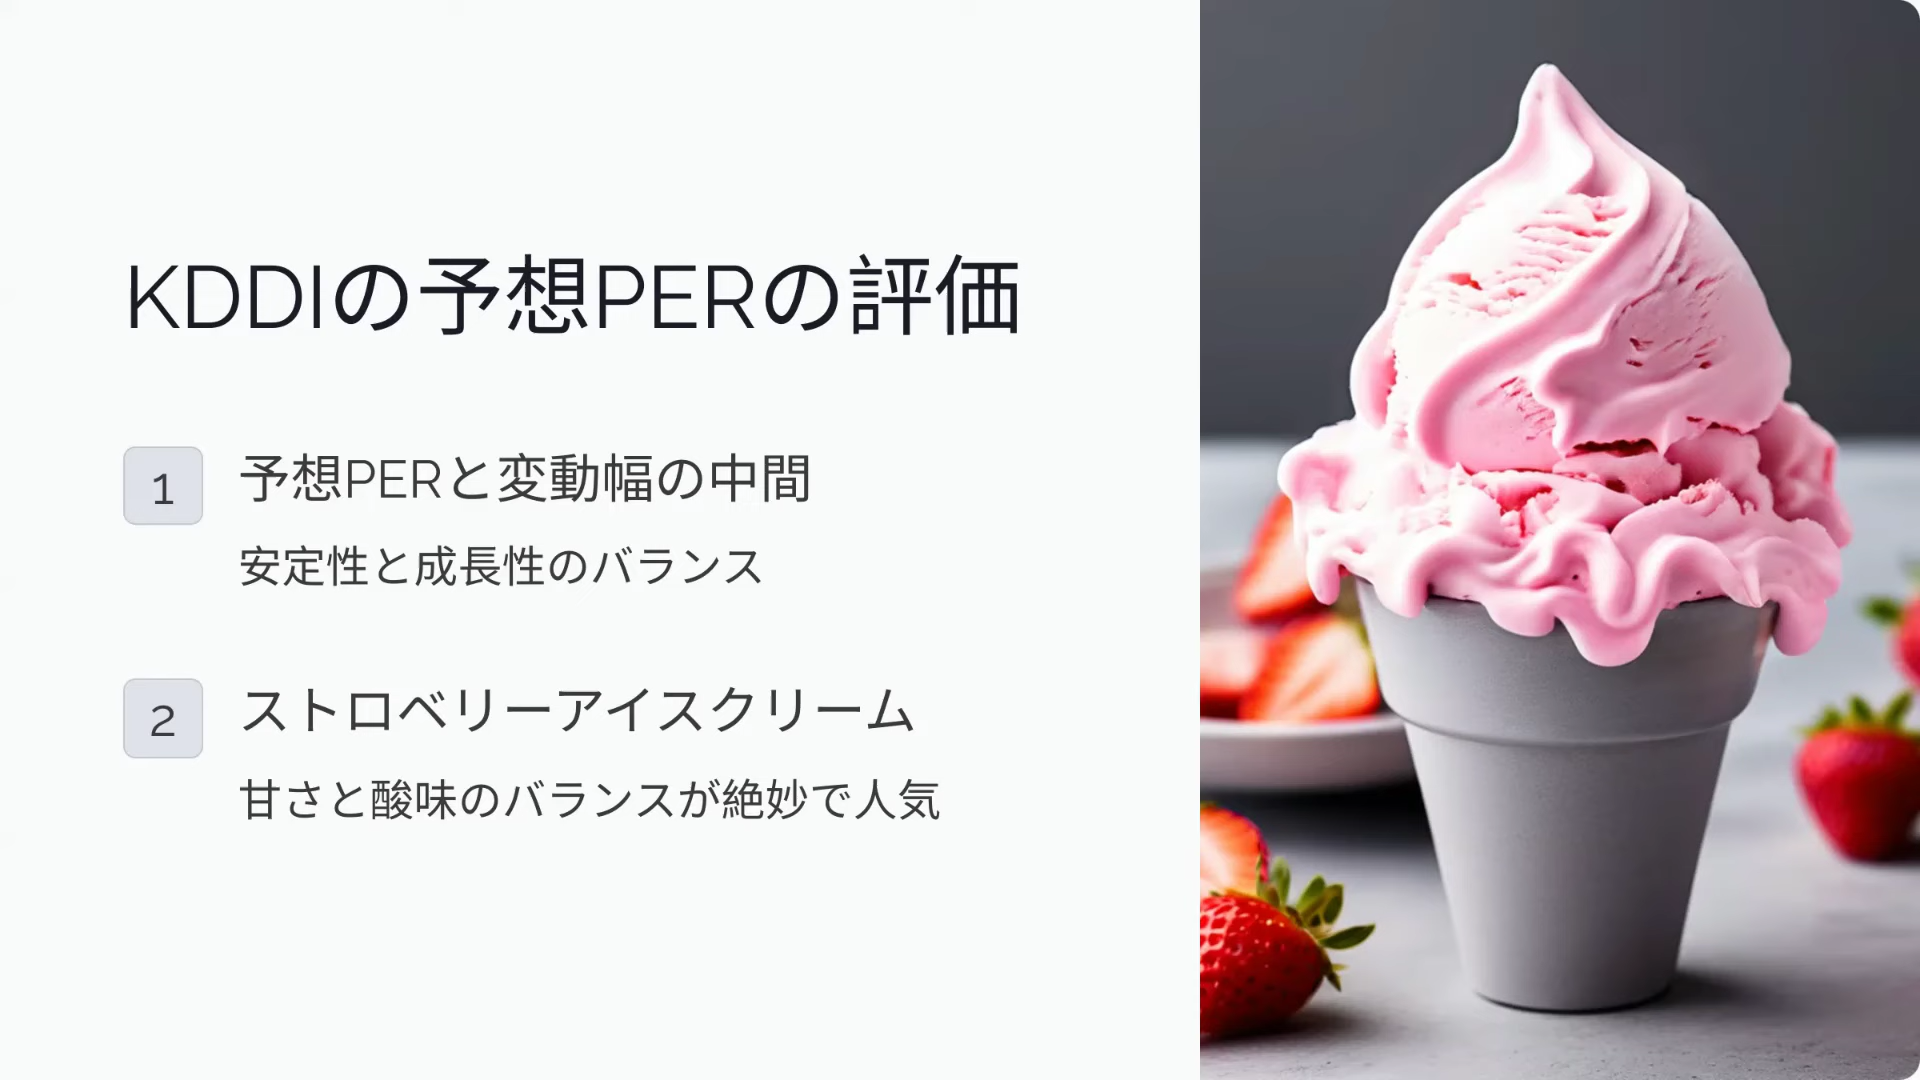 KDDIの予想PERの評価
1
予想PERと変動幅の中間
安定性と成長性のバランス
2
ストロベリーアイスクリーム
甘さと酸味のバランスが絶妙で人気